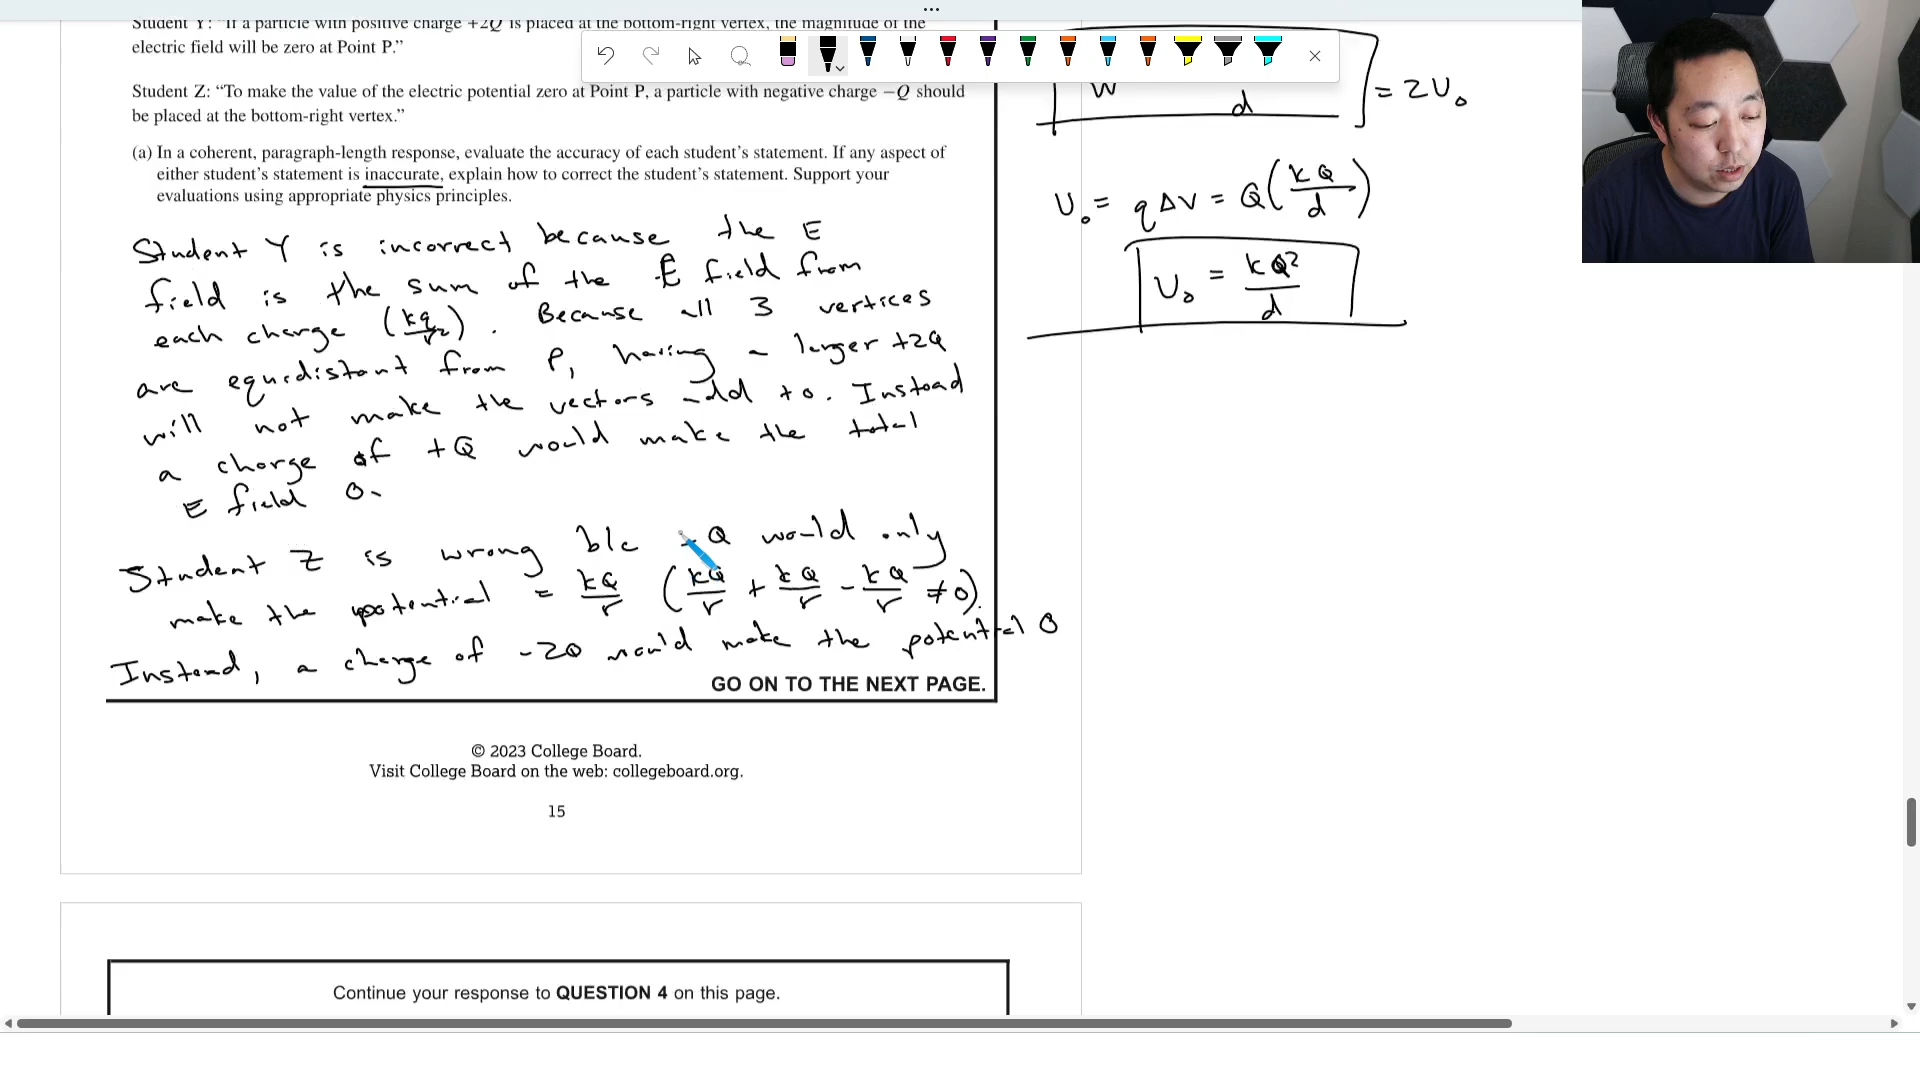 Student Y: “If a particle with positive charge +2Q is placed at the bottom-right vertex, the magnitude of the
electric field will be zero at Point P.”
Student Z: “To make the value of the electric potential zero at Point P, a particle with negative charge −Q should
be placed at the bottom-right vertex.”
(a) In a coherent, paragraph-length response, evaluate the accuracy of each student’s statement. If any aspect of
either student’s statement is inaccurate, explain how to correct the student’s statement. Support your
evaluations using appropriate physics principles.
Student Y is incorrect because the E
field is the sum of the E field from
each charge (kq/r²). Because all 3 vertices
are equidistant from P, having a larger +2Q
will not make the vectors add to 0. Instead
a charge of +Q would make the total
E field 0.
Student Z is wrong b/c -Q would only
make the potential = kQ/r (kQ/r + kQ/r - kQ/r ≠ 0).
Instead, a charge of -2Q would make the potential 0
GO ON TO THE NEXT PAGE.
© 2023 College Board.
Visit College Board on the web: collegeboard.org.
15
Continue your response to QUESTION 4 on this page.
W
d
= 2U₀
U₀ = qΔV = Q(kQ/d)
U₀ = kQ²/d